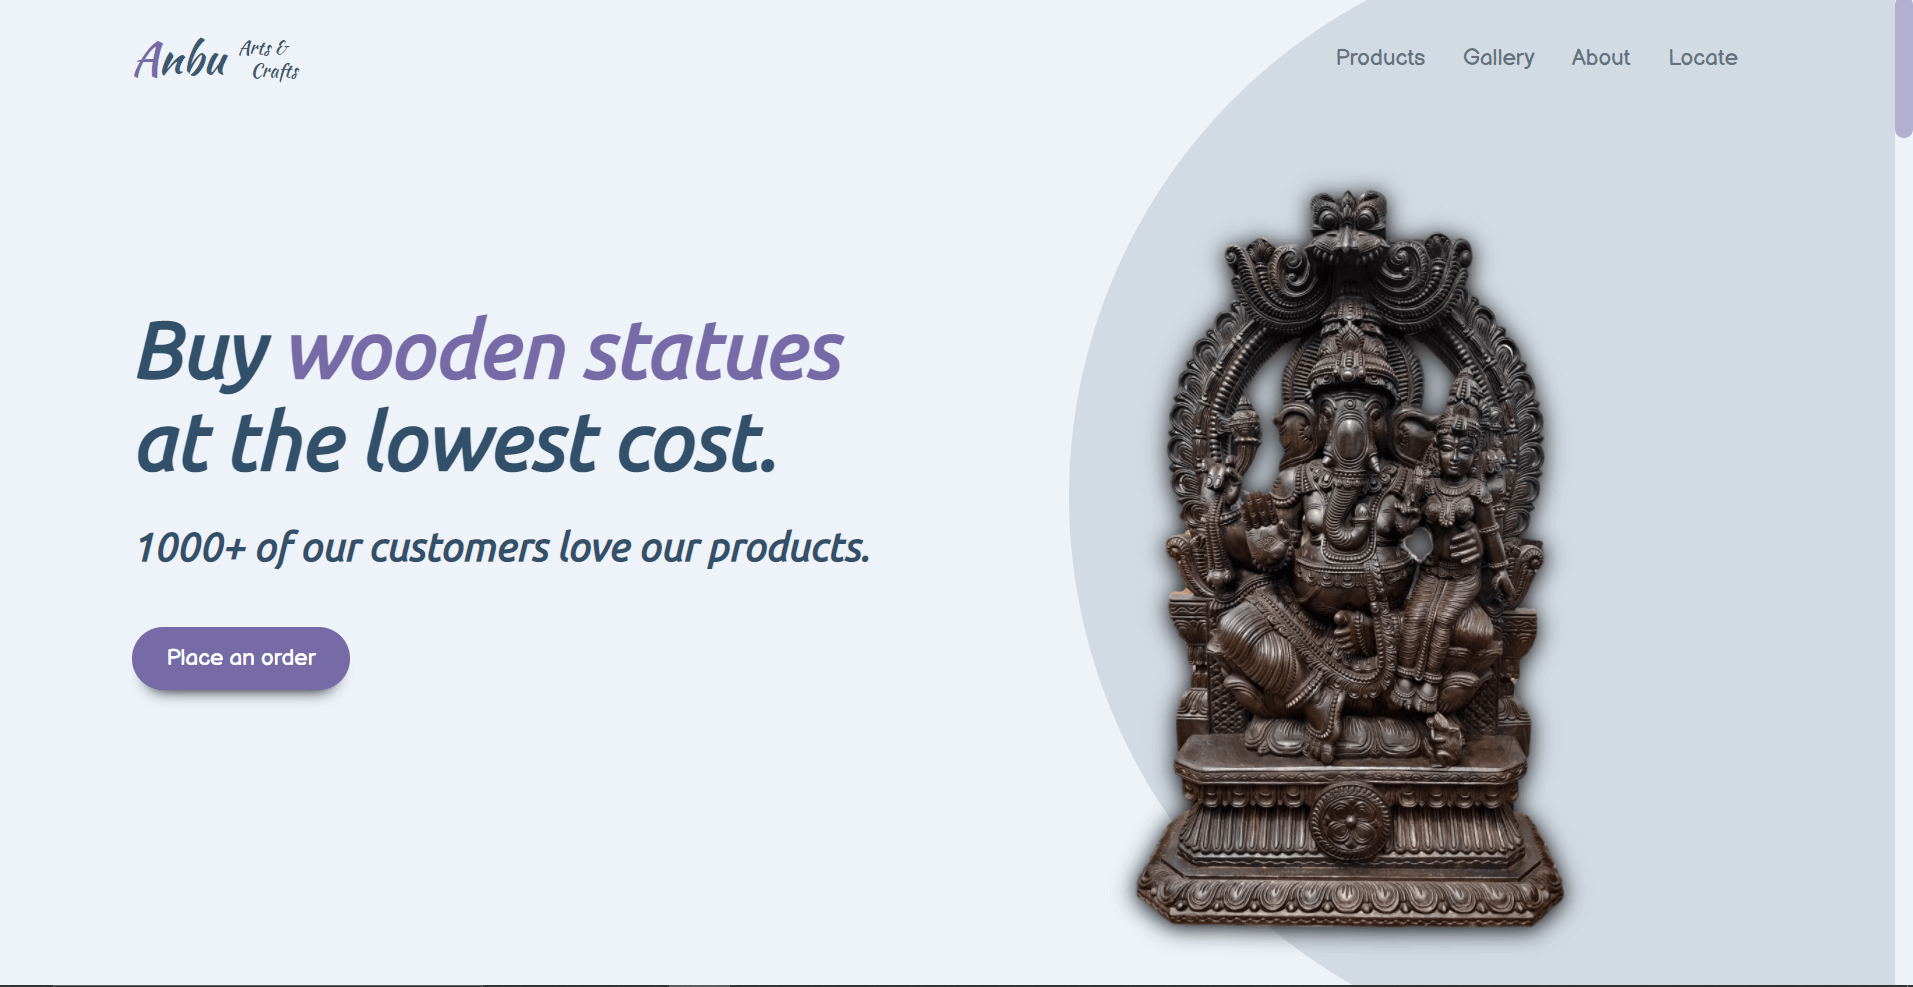 Anbu Arts &
Crafts
Products Gallery About Locate
Buy wooden statues
at the lowest cost.
1000+ of our customers love our products.
Place an order